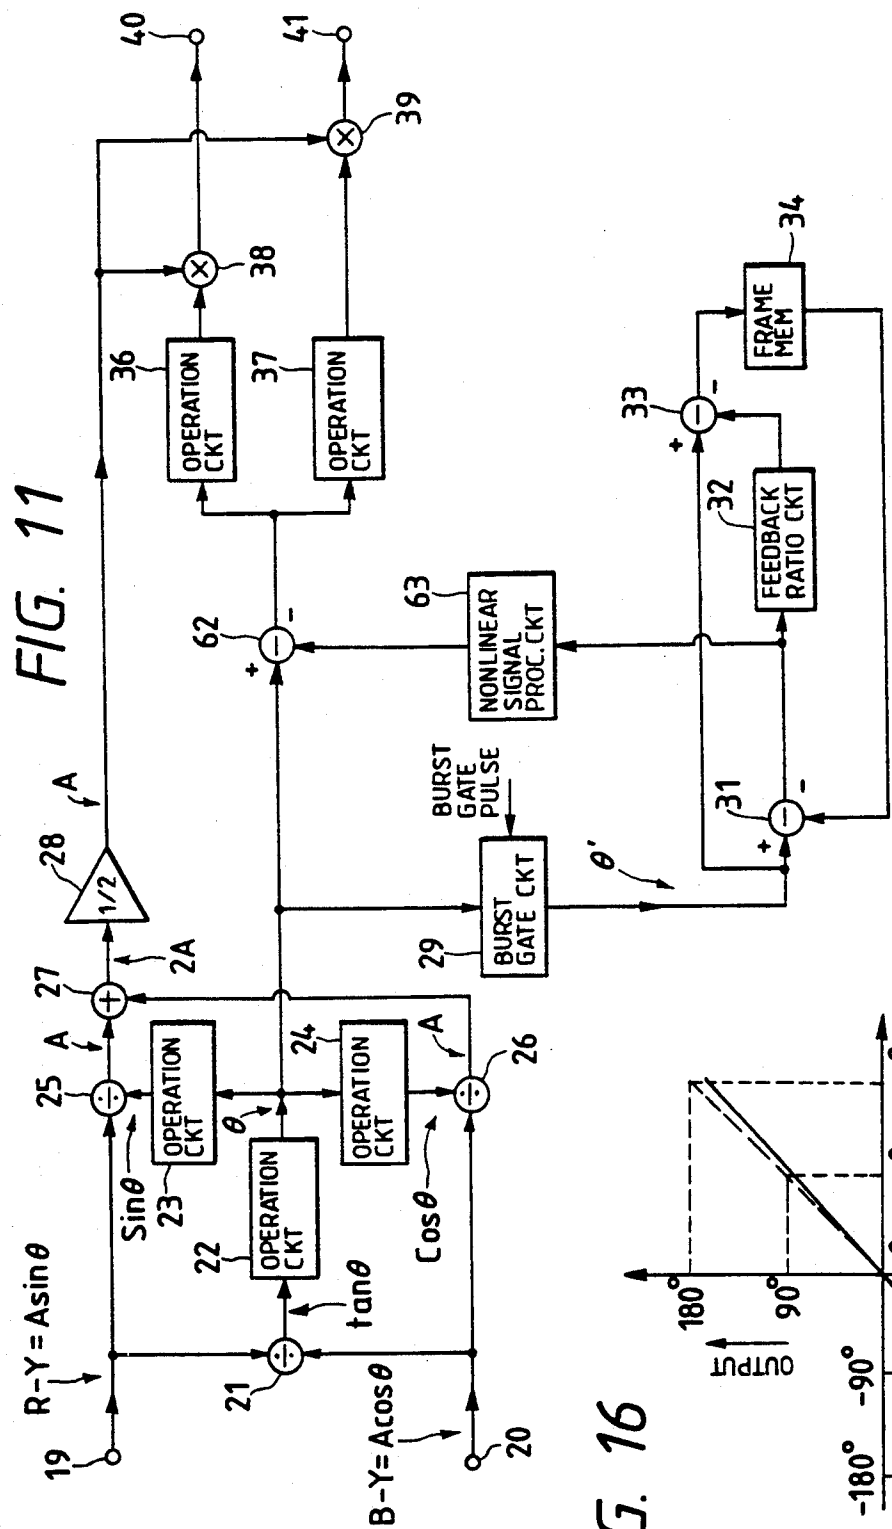 FIG. 11
19
R-Y = Asinθ
Sinθ
23
OPERATION
CKT
25
A
27
2A
28
1/2
A
40
41
36
OPERATION
CKT
38
37
OPERATION
CKT
39
21
tanθ
22
OPERATION
CKT
θ
24
OPERATION
CKT
62
+
-
B-Y = Acosθ
20
Cosθ
26
A
29
BURST
GATE CKT
BURST
GATE
PULSE
63
NONLINEAR
SIGNAL
PROC. CKT
θ'
31
+
-
32
FEEDBACK
RATIO CKT
33
+
-
34
FRAME
MEM
G. 16
OUTPUT
180°
90°
-180°
-90°